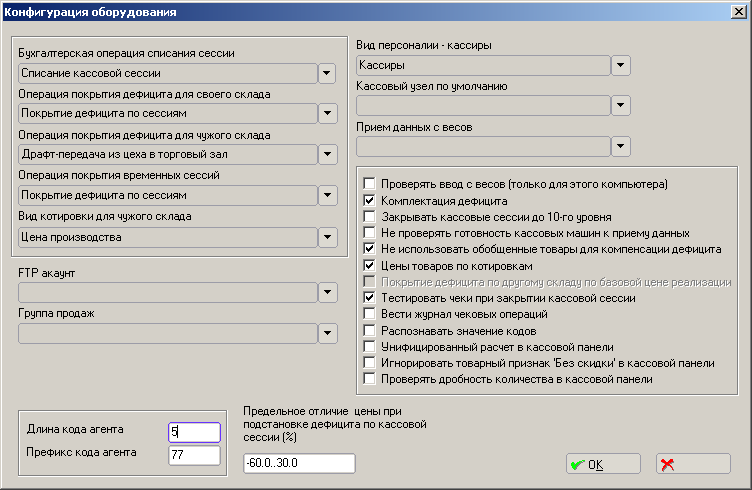 Конфигурация оборудования
Бухгалтерская операция списания сессии
Списание кассовой сессии
Операция покрытия дефицита для своего склада
Покрытие дефицита по сессиям
Операция покрытия дефицита для чужого склада
Драфт-передача из цеха в торговый зал
Операция покрытия временных сессий
Покрытие дефицита по сессиям
Вид котировки для чужого склада
Цена производства
FTP акаунт
Группа продаж
Вид персоналии - кассиры
Кассиры
Кассовый узел по умолчанию
Прием данных с весов
Проверять ввод с весов (только для этого компьютера)
Комплектация дефицита
Закрывать кассовые сессии до 10-го уровня
Не проверять готовность кассовых машин к приему данных
Не использовать обобщенные товары для компенсации дефицита
Цены товаров по котировкам
Покрытие дефицита по другому складу по базовой цене реализации
Тестировать чеки при закрытии кассовой сессии
Вести журнал чековых операций
Распознавать значение кодов
Унифицированный расчет в кассовой панели
Игнорировать товарный признак 'Без скидки' в кассовой панели
Проверять дробность количества в кассовой панели
Длина кода агента
5
Префикс кода агента
77
Предельное отличие цены при
подстановке дефицита по кассовой
сессии (%)
-60.0..30.0
OK